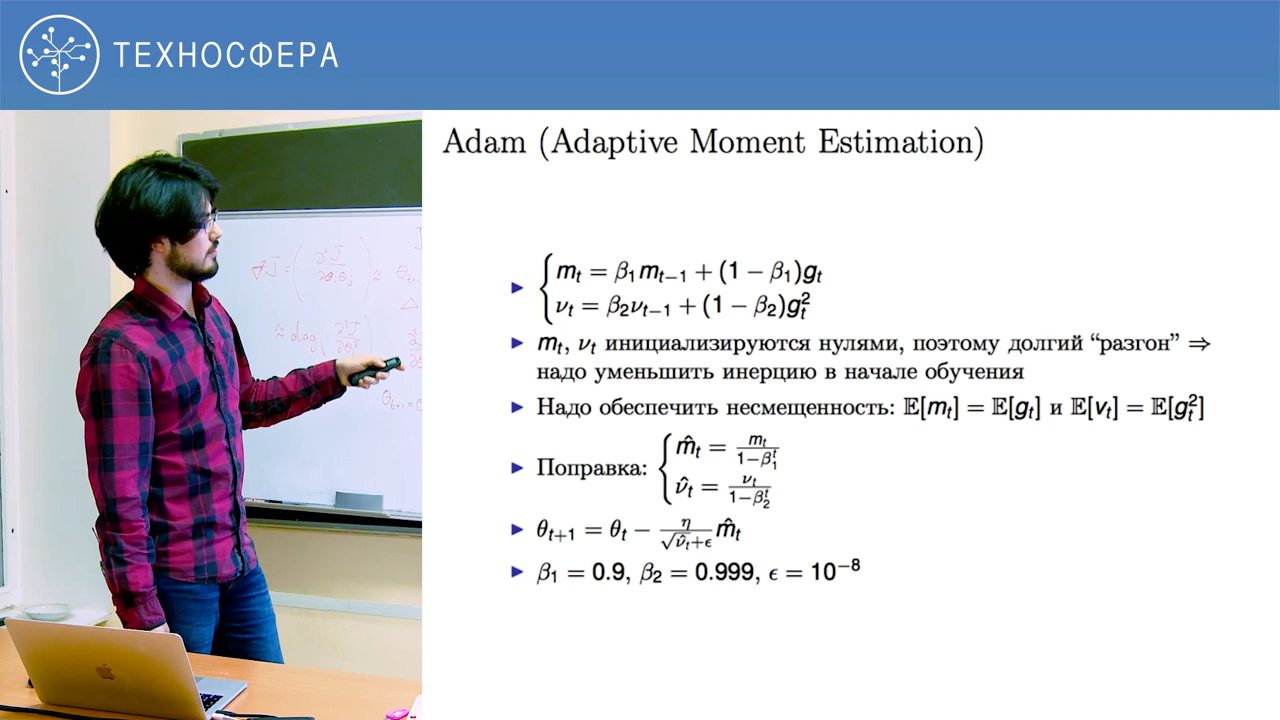 ТЕХНОСФЕРА
Adam (Adaptive Moment Estimation)
m_t = β_1 m_{t−1} + (1 − β_1)g_t
ν_t = β_2 ν_{t−1} + (1 − β_2)g_t^2
m_t, ν_t инициализируются нулями, поэтому долгий “разгон” ⇒
надо уменьшить инерцию в начале обучения
Надо обеспечить несмещенность: 𝔼[m_t] = 𝔼[g_t] и 𝔼[v_t] = 𝔼[g_t^2]
Поправка: { m̂_t = m_t / (1−β_1^t)
ν̂_t = ν_t / (1−β_2^t)
θ_{t+1} = θ_t − η / (√ν̂_t + ϵ) m̂_t
β_1 = 0.9, β_2 = 0.999, ϵ = 10^{−8}